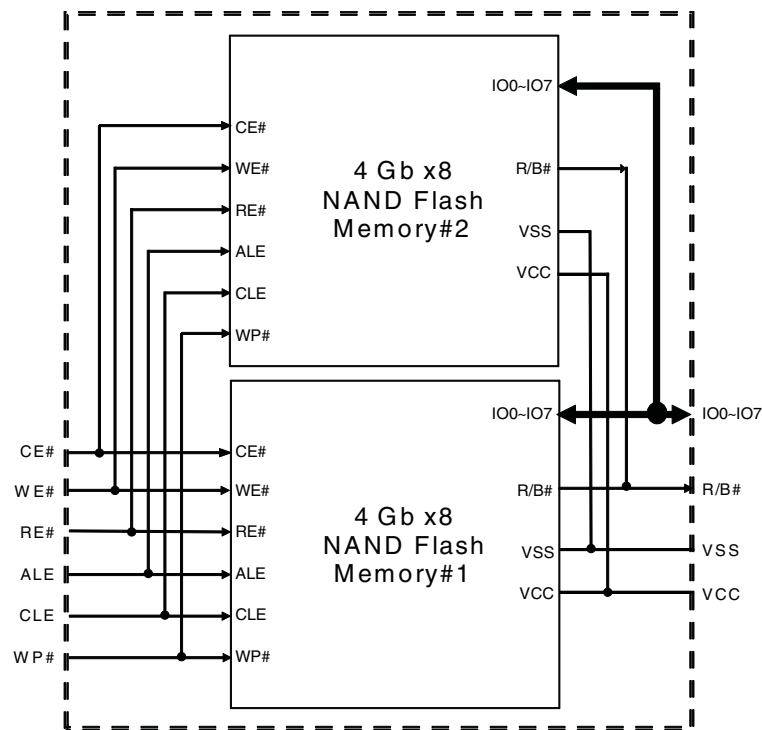 IO0~IO7
CE#
WE#
RE#
ALE
CLE
WP#
4 Gb x8
NAND Flash
Memory#2
R/B#
VSS
VCC
IO0~IO7
CE#
WE#
RE#
ALE
CLE
WP#
4 Gb x8
NAND Flash
Memory#1
R/B#
VSS
VCC
CE#
WE#
RE#
ALE
CLE
WP#
IO0~IO7
R/B#
VSS
VCC